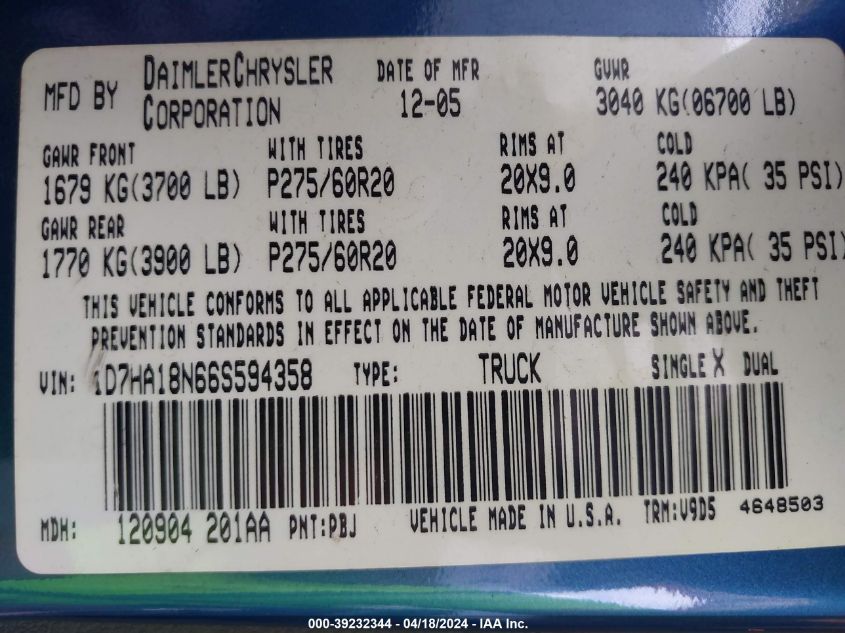 MFD BY DAIMLERCHRYSLER CORPORATION DATE OF MFR 12-05 GVWR 3040 KG(06700 LB)
GAWR FRONT WITH TIRES RIMS AT COLD
1679 KG(3700 LB) P275/60R20 20X9.0 240 KPA( 35 PSI)
GAWR REAR WITH TIRES RIMS AT COLD
1770 KG(3900 LB) P275/60R20 20X9.0 240 KPA( 35 PSI)
THIS VEHICLE CONFORMS TO ALL APPLICABLE FEDERAL MOTOR VEHICLE SAFETY AND THEFT
PREVENTION STANDARDS IN EFFECT ON THE DATE OF MANUFACTURE SHOWN ABOVE.
VIN: 1D7HA18N66S594358 TYPE: TRUCK SINGLE X DUAL
MDH: 120904 201AA PNT:PBJ VEHICLE MADE IN U.S.A. TRM:V9D5 4648503
000-39232344 - 04/18/2024 - IAA Inc.